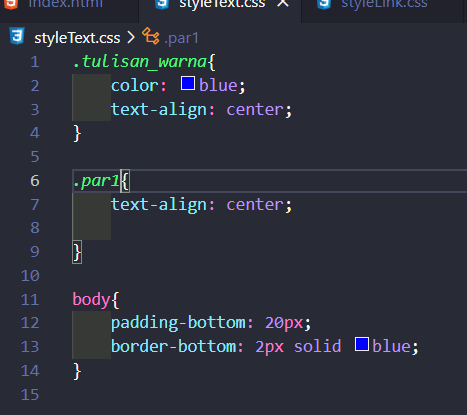 index.html styleText.css styleLink.css
styleText.css > .par1
1 .tulisan_warna{
2 color: blue;
3 text-align: center;
4 }
5
6 .par1{
7 text-align: center;
8
9 }
10
11 body{
12 padding-bottom: 20px;
13 border-bottom: 2px solid blue;
14 }
15